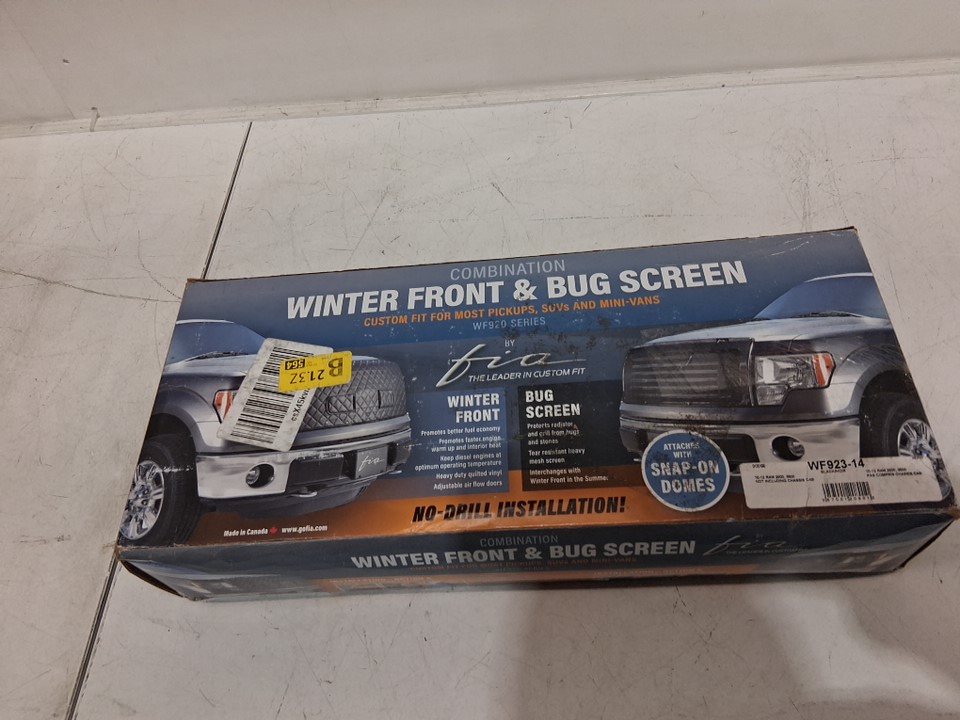 COMBINATION
WINTER FRONT & BUG SCREEN
CUSTOM FIT FOR MOST PICKUPS, SUVs AND MINI-VANS
WF920 SERIES
BY
fia
THE LEADER IN CUSTOM FIT
B
21.3Z
564
WINTER
FRONT
Promotes better fuel economy
Promotes faster engine
warm up and interior heat
Keep diesel engines at
optimum operating temperature
Heavy duty quilted vinyl
Adjustable air flow doors
BUG
SCREEN
Protects radiator
and grill from bugs
and stones
Tear resistant heavy
mesh screen
Interchanges with
Winter Front in the Summer
fia
ATTACHES
WITH
SNAP-ON
DOMES
WF923-14
NO-DRILL INSTALLATION!
Made in Canada www.gofia.com
COMBINATION
WINTER FRONT & BUG SCREEN
BY
fia